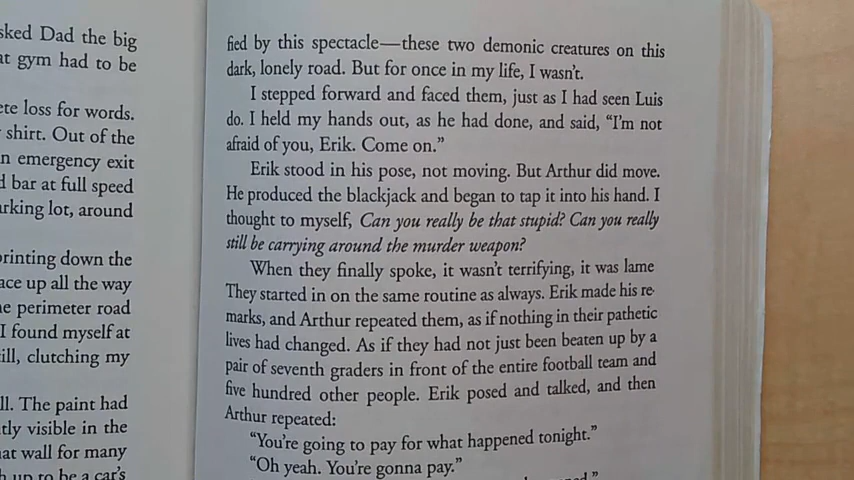 sked Dad the big
at gym had to be
ete loss for words.
shirt. Out of the
n emergency exit
d bar at full speed
arking lot, around
printing down the
ace up all the way
e perimeter road
I found myself at
till, clutching my
ll. The paint had
tly visible in the
at wall for many
h up to be a car's
fied by this spectacle—these two demonic creatures on this
dark, lonely road. But for once in my life, I wasn't.
I stepped forward and faced them, just as I had seen Luis
do. I held my hands out, as he had done, and said, "I'm not
afraid of you, Erik. Come on."
Erik stood in his pose, not moving. But Arthur did move.
He produced the blackjack and began to tap it into his hand. I
thought to myself, Can you really be that stupid? Can you really
still be carrying around the murder weapon?
When they finally spoke, it wasn't terrifying, it was lame
They started in on the same routine as always. Erik made his re-
marks, and Arthur repeated them, as if nothing in their pathetic
lives had changed. As if they had not just been beaten up by a
pair of seventh graders in front of the entire football team and
five hundred other people. Erik posed and talked, and then
Arthur repeated:
"You're going to pay for what happened tonight."
"Oh yeah. You're gonna pay."